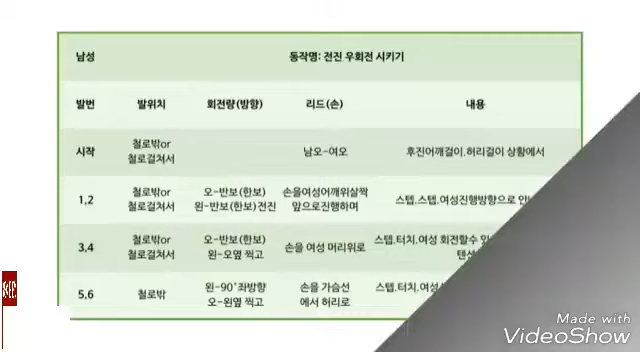 남성 동작명: 전진 우회전 시키기
발번 발위치 회전량(방향) 리드(손) 내용
시작 철로밖or 철로걸쳐서 남오-여오 후진어깨걸이.허리걸이 상황에서
1,2 철로밖or 철로걸쳐서 오-반보(한보) 왼-반보(한보)전진 손을여성어깨위살짝 앞으로진행하며 스텝.스텝.여성진행방향으로
3,4 철로밖or 철로걸쳐서 오-반보(한보) 왼-오옆 찍고 손을 여성 머리위로 스텝.터치.여성 회전할수
5,6 철로밖 왼-90°좌방향 오-왼옆 찍고 손을 가슴선 에서 허리로 스텝.터치.여성
Made with
VideoShow